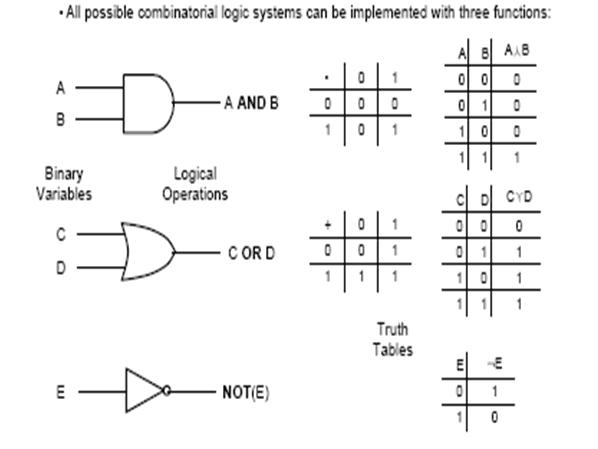 • All possible combinatorial logic systems can be implemented with three functions:
A
B
A AND B
· 0 1
0 0 0
1 0 1
A B A⋏B
0 0 0
0 1 0
1 0 0
1 1 1
Binary
Variables
Logical
Operations
C
D
C OR D
+ 0 1
0 0 1
1 1 1
C D C⋎D
0 0 0
0 1 1
1 0 1
1 1 1
Truth
Tables
E
NOT(E)
E ¬E
0 1
1 0